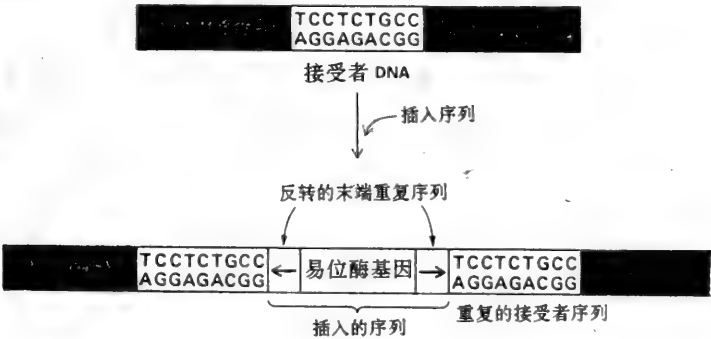 TCCTCTGCC
AGGAGACGG
接受者 DNA
插入序列
反转的末端重复序列
TCCTCTGCC
AGGAGACGG
易位酶基因
TCCTCTGCC
AGGAGACGG
插入的序列
重复的接受者序列